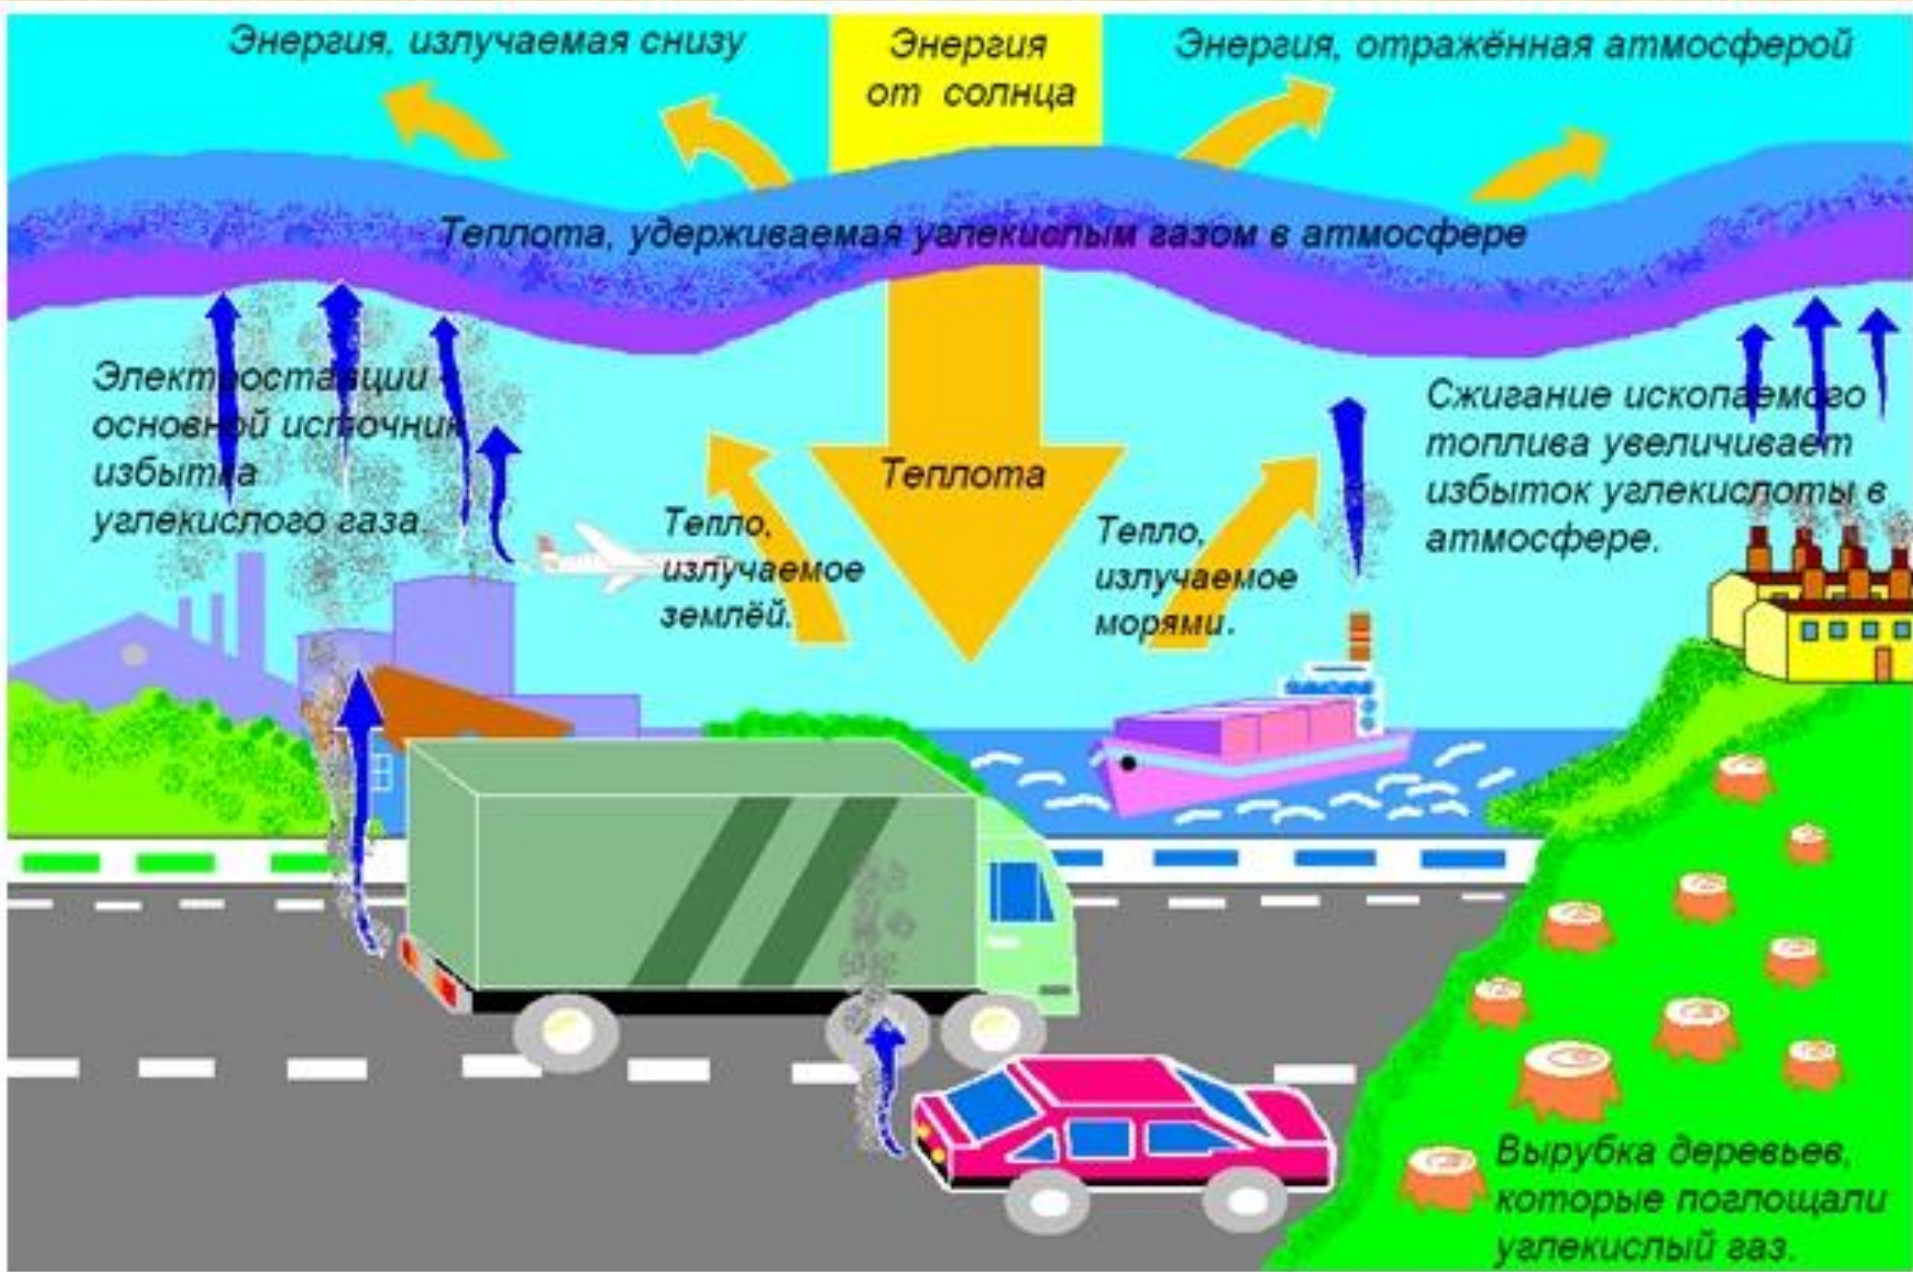 Энергия, излучаемая снизу
Энергия
от солнца
Энергия, отражённая атмосферой
Теплота, удерживаемая углекислым газом в атмосфере
Электростанции -
основной источник
избытка
углекислого газа.
Теплота
Тепло,
излучаемое
землёй.
Тепло,
излучаемое
морями.
Сжигание ископаемого
топлива увеличивает
избыток углекислоты в
атмосфере.
Вырубка деревьев,
которые поглощали
углекислый газ.